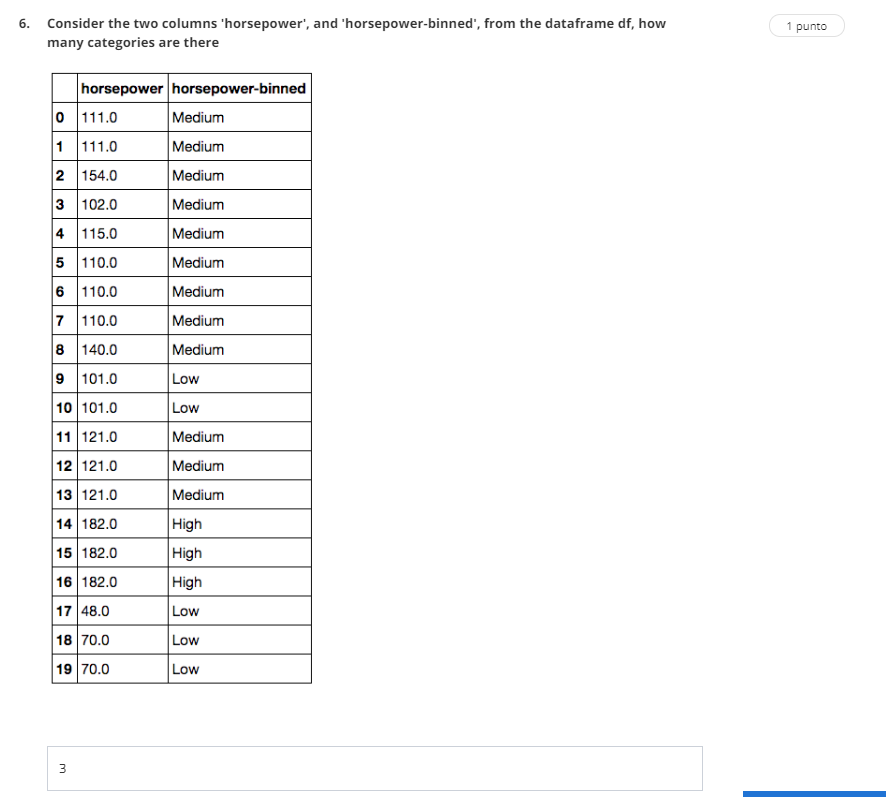 6. Consider the two columns 'horsepower', and 'horsepower-binned', from the dataframe df, how
many categories are there
1 punto
horsepower horsepower-binned
0 111.0 Medium
1 111.0 Medium
2 154.0 Medium
3 102.0 Medium
4 115.0 Medium
5 110.0 Medium
6 110.0 Medium
7 110.0 Medium
8 140.0 Medium
9 101.0 Low
10 101.0 Low
11 121.0 Medium
12 121.0 Medium
13 121.0 Medium
14 182.0 High
15 182.0 High
16 182.0 High
17 48.0 Low
18 70.0 Low
19 70.0 Low
3